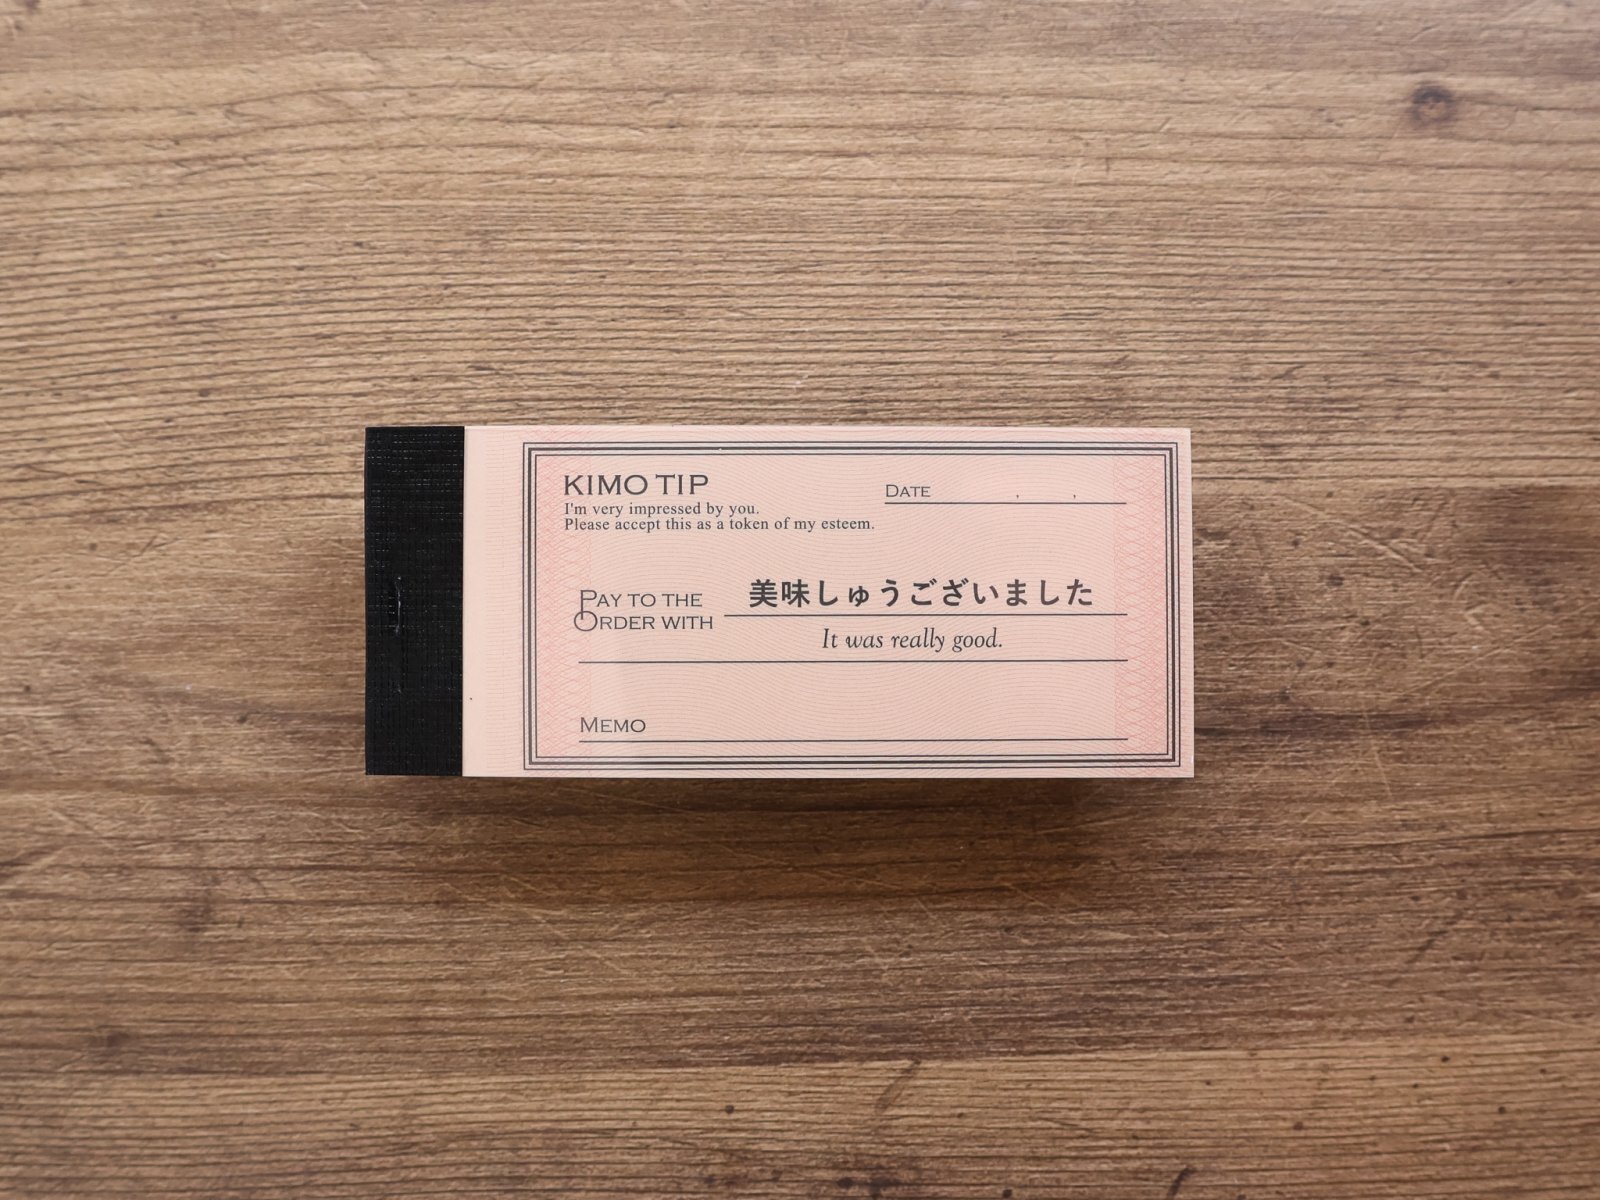 KIMO TIP
I'm very impressed by you.
Please accept this as a token of my esteem.
DATE , ,
PAY TO THE
ORDER WITH
美味しゅうございました
It was really good.
MEMO